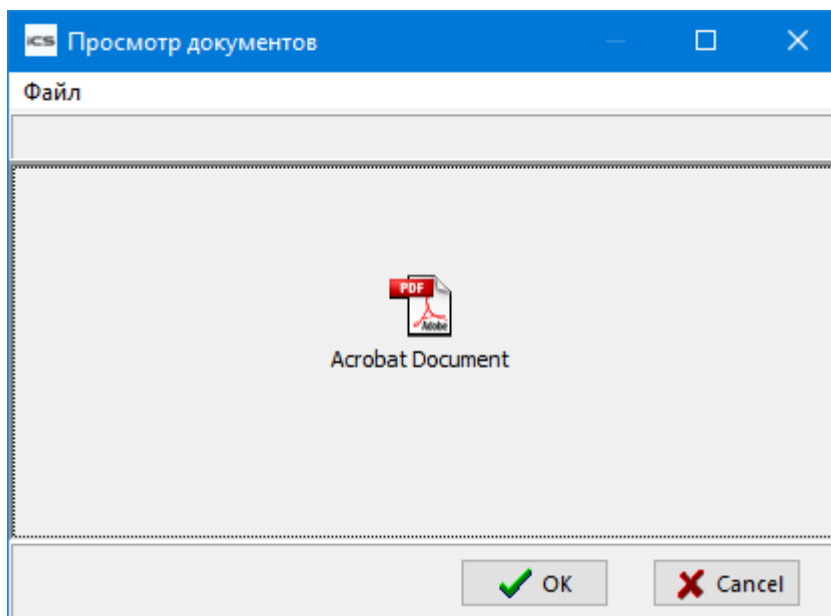 iCS Просмотр документов
Файл
PDF
Adobe
Acrobat Document
OK Cancel